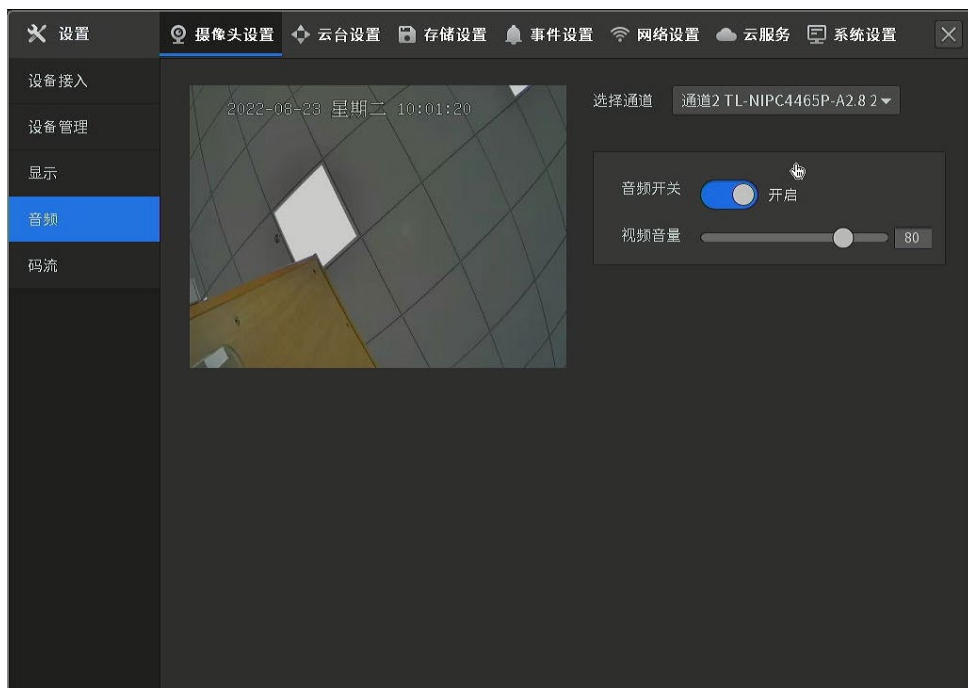 设置 摄像头设置 云台设置 存储设置 事件设置 网络设置 云服务 系统设置
设备接入
设备管理
显示
音频
码流
2022-08-23 星期二 10:01:20
选择通道 通道2 TL-NIPC4465P-A2.8 2
音频开关 开启
视频音量 80